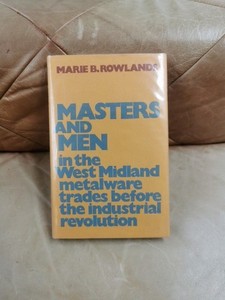 MARIE B. ROWLANDS
MASTERS
AND
MEN
in the
West Midland
metalware
trades before
the industrial
revolution